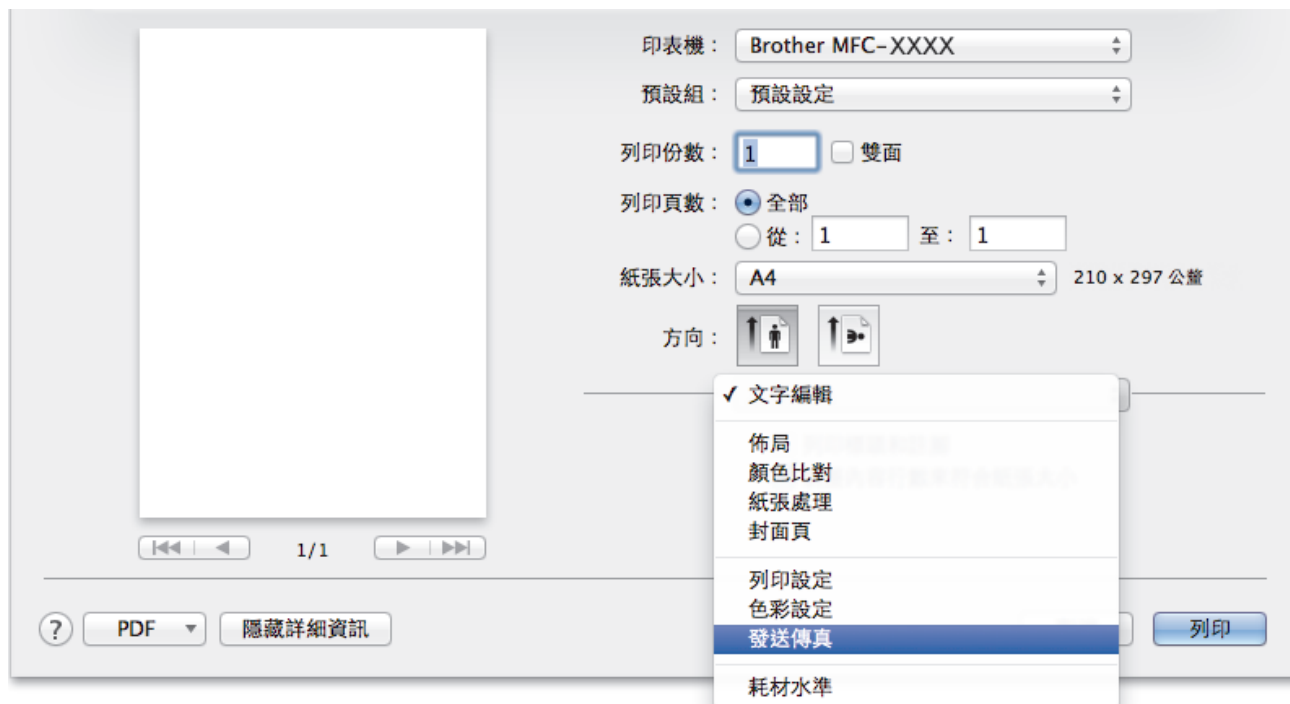 印表機： Brother MFC-XXXX
預設組： 預設設定
列印份數： 1 雙面
列印頁數： 全部
從： 1 至： 1
紙張大小： A4 210 x 297 公釐
方向：
✓ 文字編輯
佈局
顏色比對
紙張處理
封面頁
1/1
列印設定
色彩設定
? PDF 隱藏詳細資訊 發送傳真 列印
耗材水準